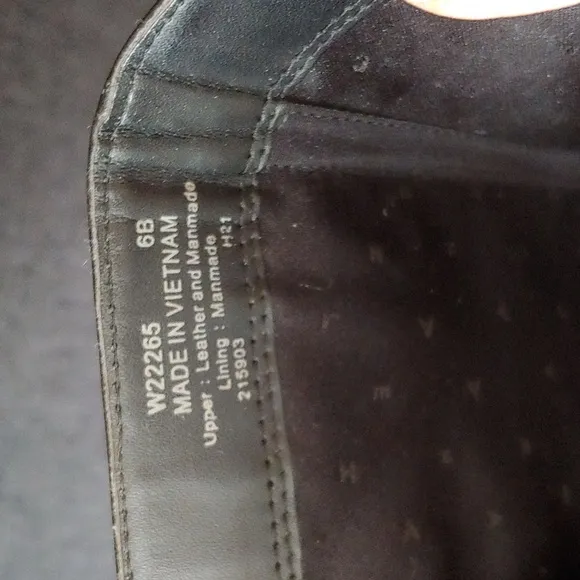 W22265 6B
MADE IN VIETNAM
Upper : Leather and Manmade
Lining : Manmade
215903 H21